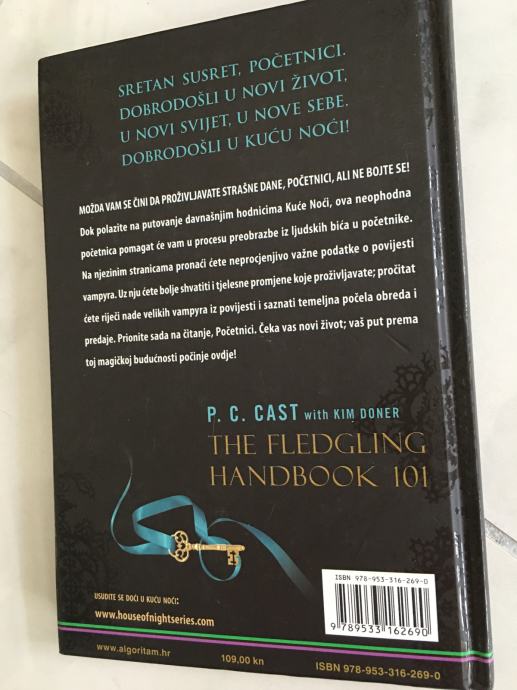 SRETAN SUSRET, POČETNICI.
DOBRODOŠLI U NOVI ŽIVOT,
U NOVI SVIJET, U NOVE SEBE.
DOBRODOŠLI U KUĆU NOĆI!
MOŽDA VAM SE ČINI DA PROŽIVLJAVATE STRAŠNE DANE, POČETNICI, ALI NE BOJTE SE!
Dok polazite na putovanje davnašnjim hodnicima Kuće Noći, ova neophodna
početnica pomagat će vam u procesu preobrazbe iz ljudskih bića u početnike.
Na njezinim stranicama pronaći ćete neprocjenjivo važne podatke o povijesti
vampyra. Uz nju ćete bolje shvatiti i tjelesne promjene koje proživljavate; pročitat
ćete riječi nade velikih vampyra iz povijesti i saznati temeljna počela obreda i
predaje. Prionite sada na čitanje, Početnici. Čeka vas novi život; vaš put prema
toj magičkoj budućnosti počinje ovdje!
P. C. CAST with KIM DONER
THE FLEDGLING
HANDBOOK 101
USUDITE SE DOĆI U KUĆU NOĆI:
www.houseofnightseries.com
ISBN 978-953-316-269-0
9 789533 162690
www.algoritam.hr 109,00 kn ISBN 978-953-316-269-0